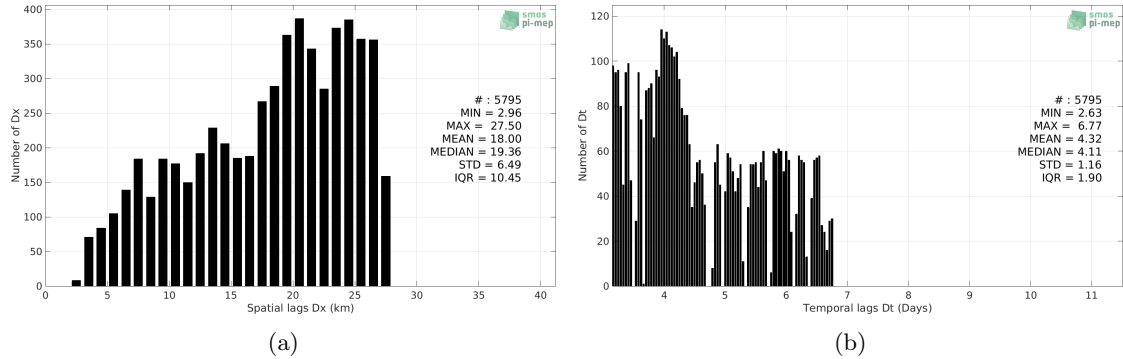 400
350
300
250
200
150
100
50
0
0 5 10 15 20 25 30 35 40
Number of Dx
Spatial lags Dx (km)
smos
pi-mep
# : 5795
MIN = 2.96
MAX = 27.50
MEAN = 18.00
MEDIAN = 19.36
STD = 6.49
IQR = 10.45
(a)
120
100
80
60
40
20
0
4 5 6 7 8 9 10 11
Number of Dt
Temporal lags Dt (Days)
smos
pi-mep
# : 5795
MIN = 2.63
MAX = 6.77
MEAN = 4.32
MEDIAN = 4.11
STD = 1.16
IQR = 1.90
(b)